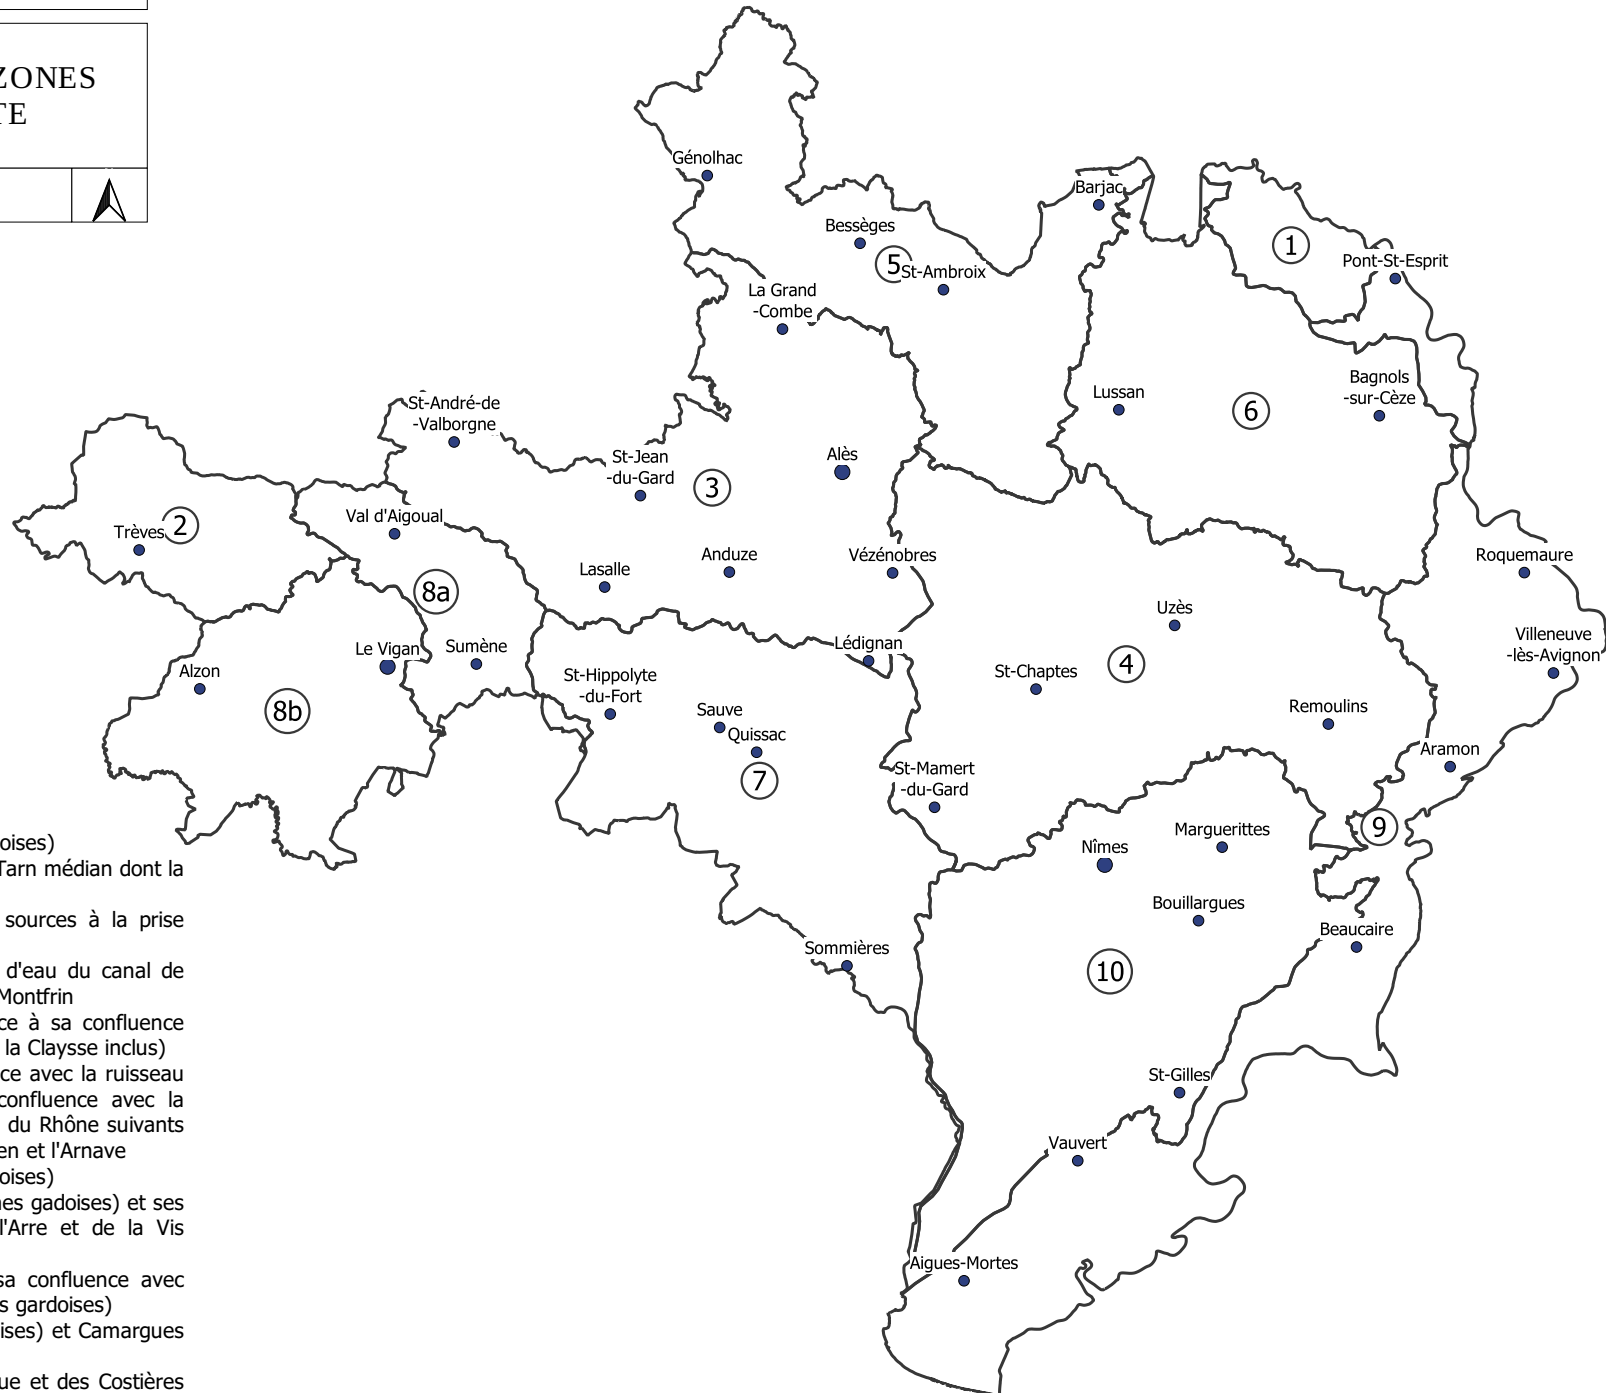 ZONES
TE
Génolhac
Barjac
Bessèges
5
St-Ambroix
1
Pont-St-Esprit
La Grand
-Combe
Lussan
6
Bagnols
-sur-Cèze
St-André-de
-Valborgne
St-Jean
-du-Gard
3
Alès
2
Trèves
Val d'Aigoual
Lasalle
Anduze
Vézénobres
Roquemaure
8a
Uzès
Villeneuve
-lès-Avignon
Le Vigan
Sumène
Lédignan
Alzon
8b
St-Hippolyte
-du-Fort
St-Chaptes
4
Sauve
Quissac
Remoulins
7
Aramon
St-Mamert
-du-Gard
Nîmes
Marguerittes
9
Bouillargues
Beaucaire
Sommières
10
St-Gilles
Vauvert
Aigues-Mortes
oises)
Tarn médian dont la
sources à la prise
d'eau du canal de
Montfrin
ce à sa confluence
la Claysse inclus)
ce avec la ruisseau
confluence avec la
du Rhône suivants
en et l'Arnave
oises)
nes gadoises) et ses
l'Arre et de la Vis
sa confluence avec
s gardoises)
ises) et Camargues
ue et des Costières